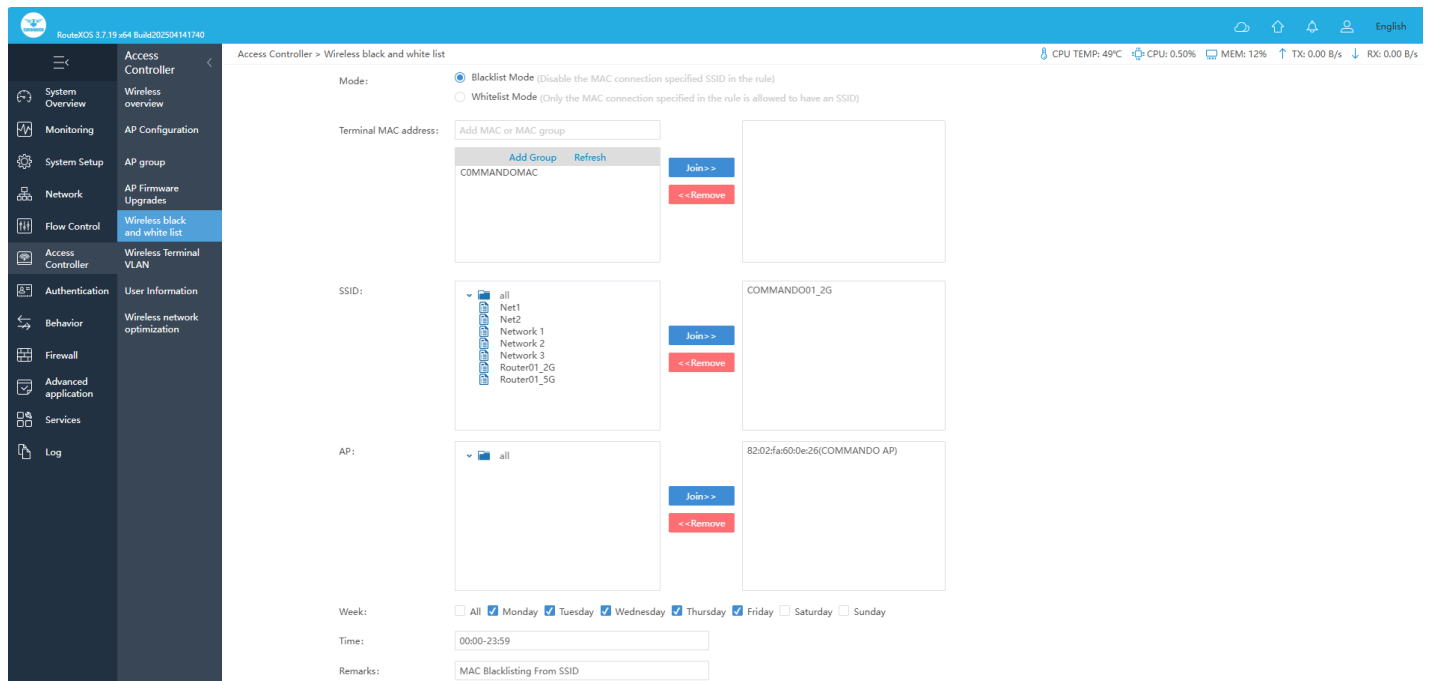 RouteXOS 3.7.19 x64 Build202504141740
English
Access Controller
Access Controller > Wireless black and white list
CPU TEMP: 49℃ CPU: 0.50% MEM: 12% TX: 0.00 B/s RX: 0.00 B/s
System Overview
Monitoring
System Setup
Network
Flow Control
Access Controller
Authentication
Behavior
Firewall
Advanced application
Services
Log
Wireless overview
AP Configuration
AP group
AP Firmware Upgrades
Wireless black and white list
Wireless Terminal VLAN
User Information
Wireless network optimization
Mode:
Blacklist Mode (Disable the MAC connection specified SSID in the rule)
Whitelist Mode (Only the MAC connection specified in the rule is allowed to have an SSID)
Terminal MAC address:
Add MAC or MAC group
Add Group Refresh
C0MMANDOMAC
Join>>
<<Remove
SSID:
all
Net1
Net2
Network 1
Network 2
Network 3
Router01_2G
Router01_5G
Join>>
<<Remove
COMMANDO01_2G
AP:
all
Join>>
<<Remove
82:02:fa:60:0e:26(COMMANDO AP)
Week:
All Monday Tuesday Wednesday Thursday Friday Saturday Sunday
Time:
00:00-23:59
Remarks:
MAC Blacklisting From SSID